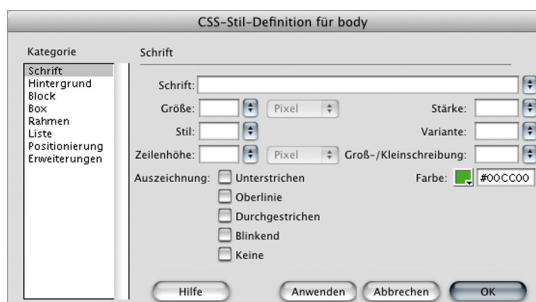 CSS-Stil-Definition für body
Kategorie
Schrift
Hintergrund
Block
Box
Rahmen
Liste
Positionierung
Erweiterungen
Schrift
Schrift:
Größe: Pixel Stärke:
Stil: Variante:
Zeilenhöhe: Pixel Groß-/Kleinschreibung:
Auszeichnung: Unterstrichen Farbe: #00CC00
Oberlinie
Durchgestrichen
Blinkend
Keine
Hilfe Anwenden Abbrechen OK